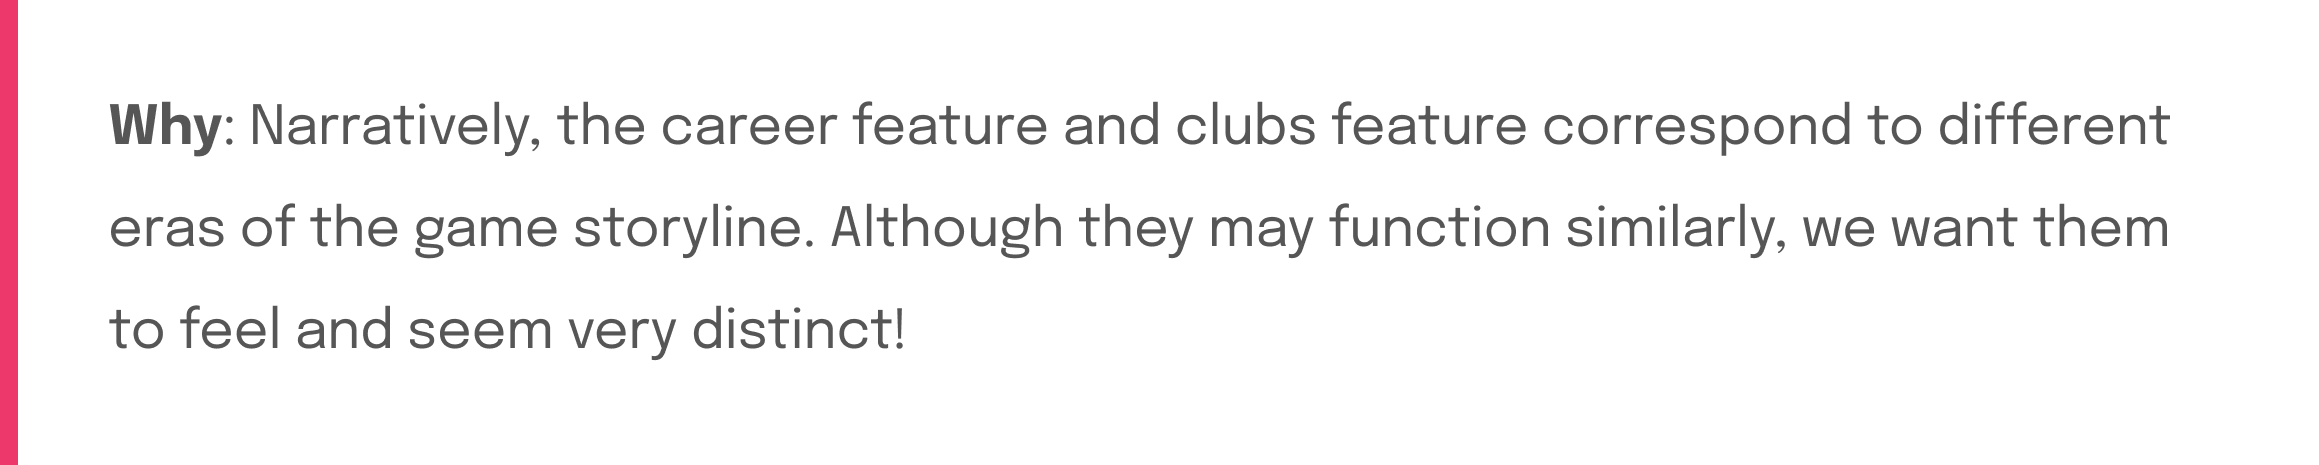 Why: Narratively, the career feature and clubs feature correspond to different
eras of the game storyline. Although they may function similarly, we want them
to feel and seem very distinct!